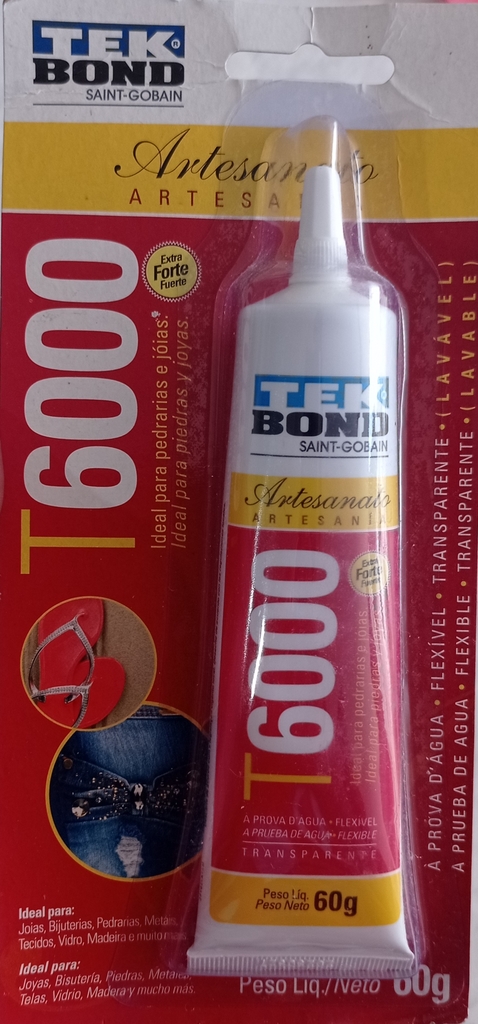 TEK
BOND
SAINT-GOBAIN
Artesanato
ARTESAN
T6000
Extra
Forte
Fuerte
Ideal para pedrarias e jóias.
Ideal para piedras y joyas.
À PROVA D'ÁGUA • FLEXÍVEL • TRANSPARENTE • (LAVÁVEL)
A PRUEBA DE AGUA • FLEXIBLE • TRANSPARENTE • (LAVABLE)
TEK
BOND
SAINT-GOBAIN
Artesanato
ARTESANÍA
T6000
Extra
Forte
Fuerte
Ideal para pedrarias e jóias.
Ideal para piedras
À PROVA D'ÁGUA • FLEXÍVEL
A PRUEBA DE AGUA • FLEXIBLE
TRANSPARENTE
Peso Líq.
Peso Neto 60g
Ideal para:
Joias, Bijuterias, Pedrarias, Metais,
Tecidos, Vidro, Madeira e muito mais.
Ideal para:
Joyas, Bisutería, Piedras, Metales,
Telas, Vidrio, Madera y mucho más.
Peso Líq./Neto 60g